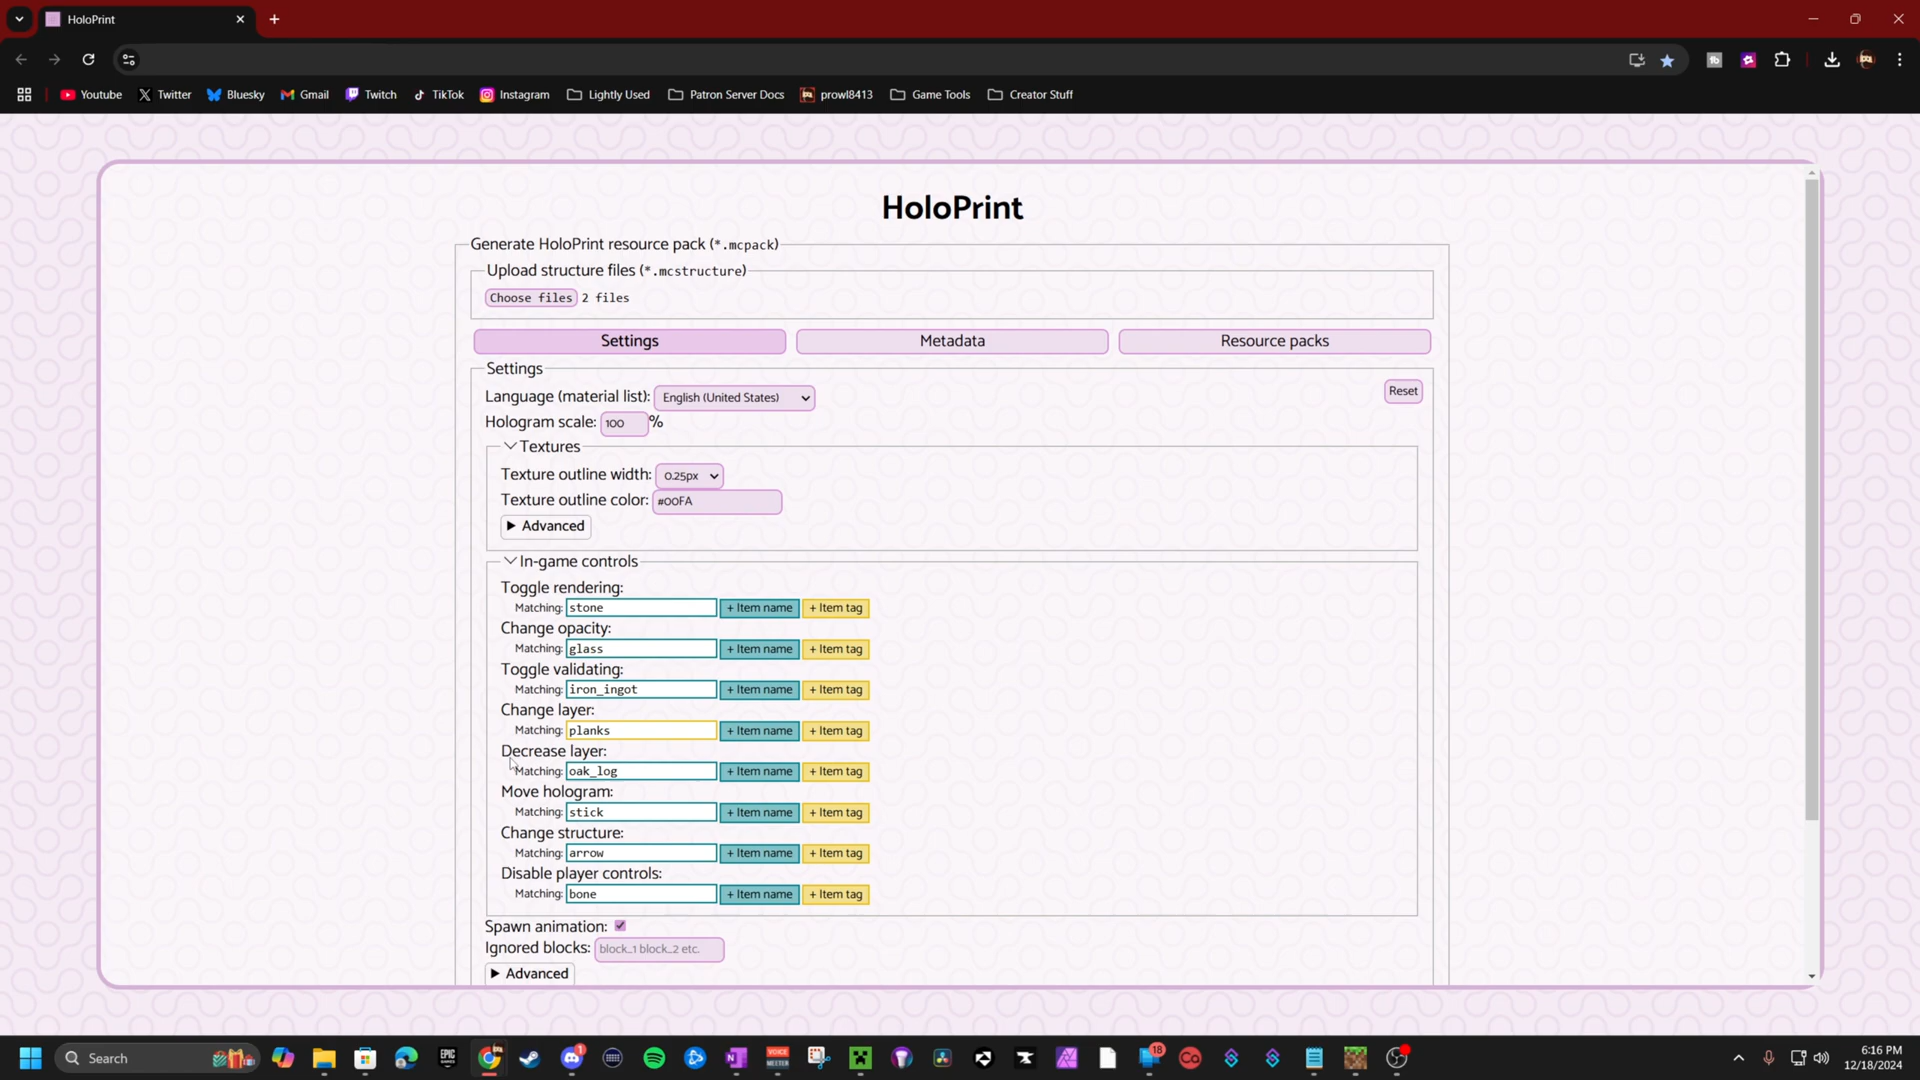 HoloPrint
Youtube Twitter Bluesky Gmail Twitch TikTok Instagram Lightly Used Patron Server Docs prowl8413 Game Tools Creator Stuff
HoloPrint
Generate HoloPrint resource pack (*.mcpack)
Upload structure files (*.mcstructure)
Choose files 2 files
Settings Metadata Resource packs
Settings
Language (material list): English (United States) Reset
Hologram scale: 100 %
Textures
Texture outline width: 0.25px
Texture outline color: #00FA
Advanced
In-game controls
Toggle rendering:
Matching: stone + Item name + Item tag
Change opacity:
Matching: glass + Item name + Item tag
Toggle validating:
Matching: iron_ingot + Item name + Item tag
Change layer:
Matching: planks + Item name + Item tag
Decrease layer:
Matching: oak_log + Item name + Item tag
Move hologram:
Matching: stick + Item name + Item tag
Change structure:
Matching: arrow + Item name + Item tag
Disable player controls:
Matching: bone + Item name + Item tag
Spawn animation:
Ignored blocks: block_1 block_2 etc.
Advanced
Search EPIC GAMES 1 VOICE MEETER 18 6:16 PM
12/18/2024